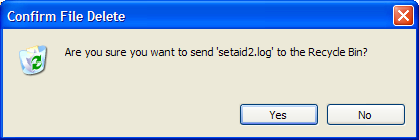 Confirm File Delete
Are you sure you want to send 'setaid2.log' to the Recycle Bin?
Yes
No